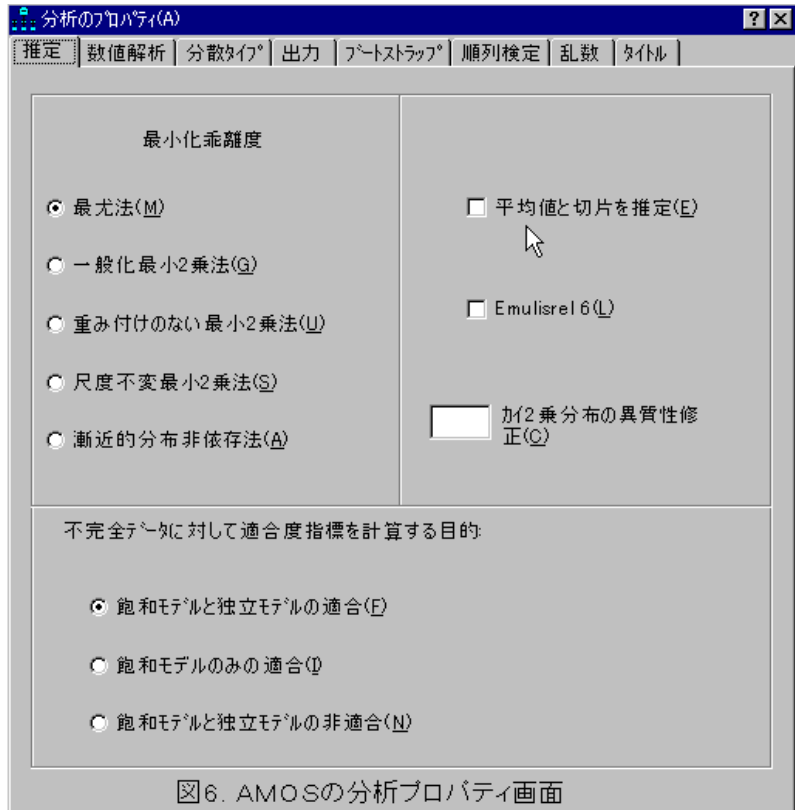 分析のプロパティ(A)
推定 数値解析 分散タイプ 出力 ブートストラップ 順列検定 乱数 タイトル
最小化乖離度
最尤法(M)
一般化最小2乗法(G)
重み付けのない最小2乗法(U)
尺度不変最小2乗法(S)
漸近的分布非依存法(A)
平均値と切片を推定(E)
Emulisrel 6(L)
カイ2乗分布の異質性修
正(C)
不完全データに対して適合度指標を計算する目的:
飽和モデルと独立モデルの適合(F)
飽和モデルのみの適合(I)
飽和モデルと独立モデルの非適合(N)
図6. AMOSの分析プロパティ画面